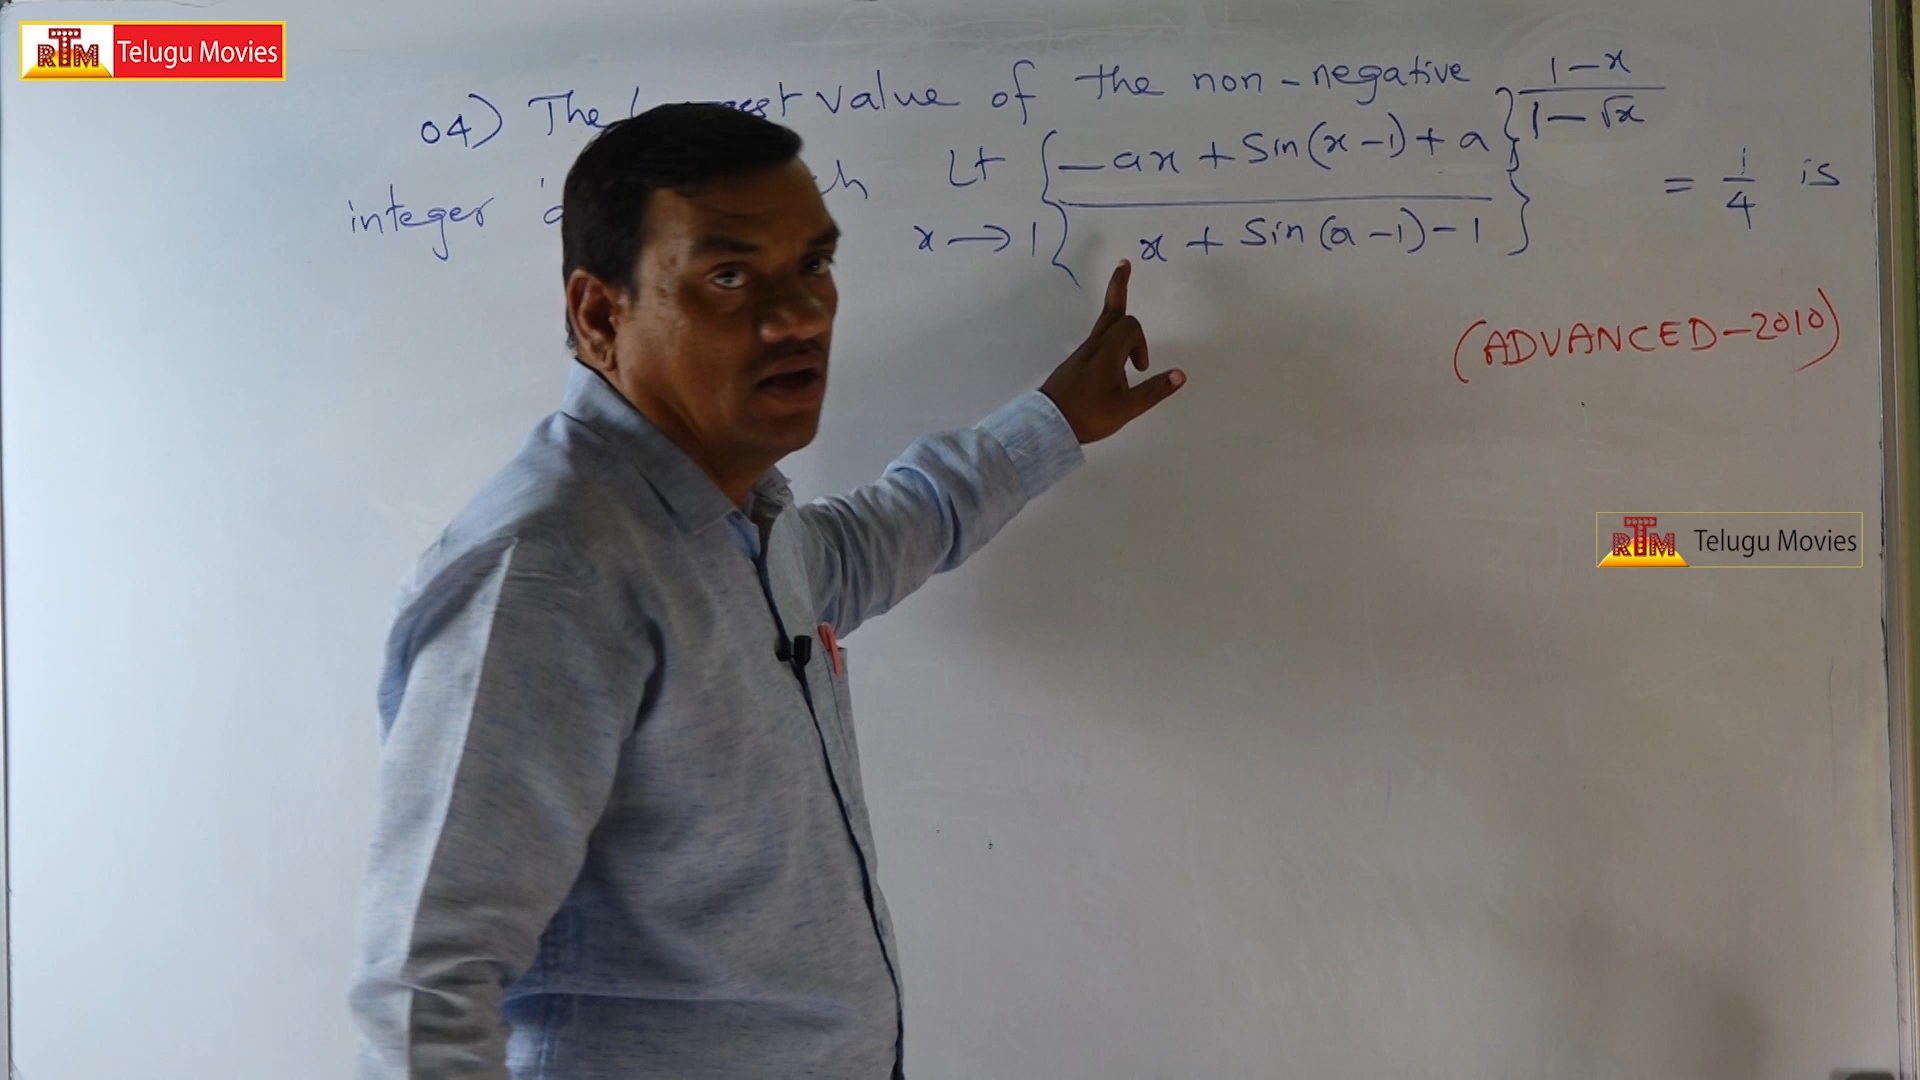 RTM Telugu Movies
04) The value of the non-negative
integer Lt x→1 {(-ax + Sin(x-1) + a)/(x + Sin(a-1) - 1)}^((1-x)/(1-√x)) = 1/4 is
(ADVANCED-2010)
RTM Telugu Movies